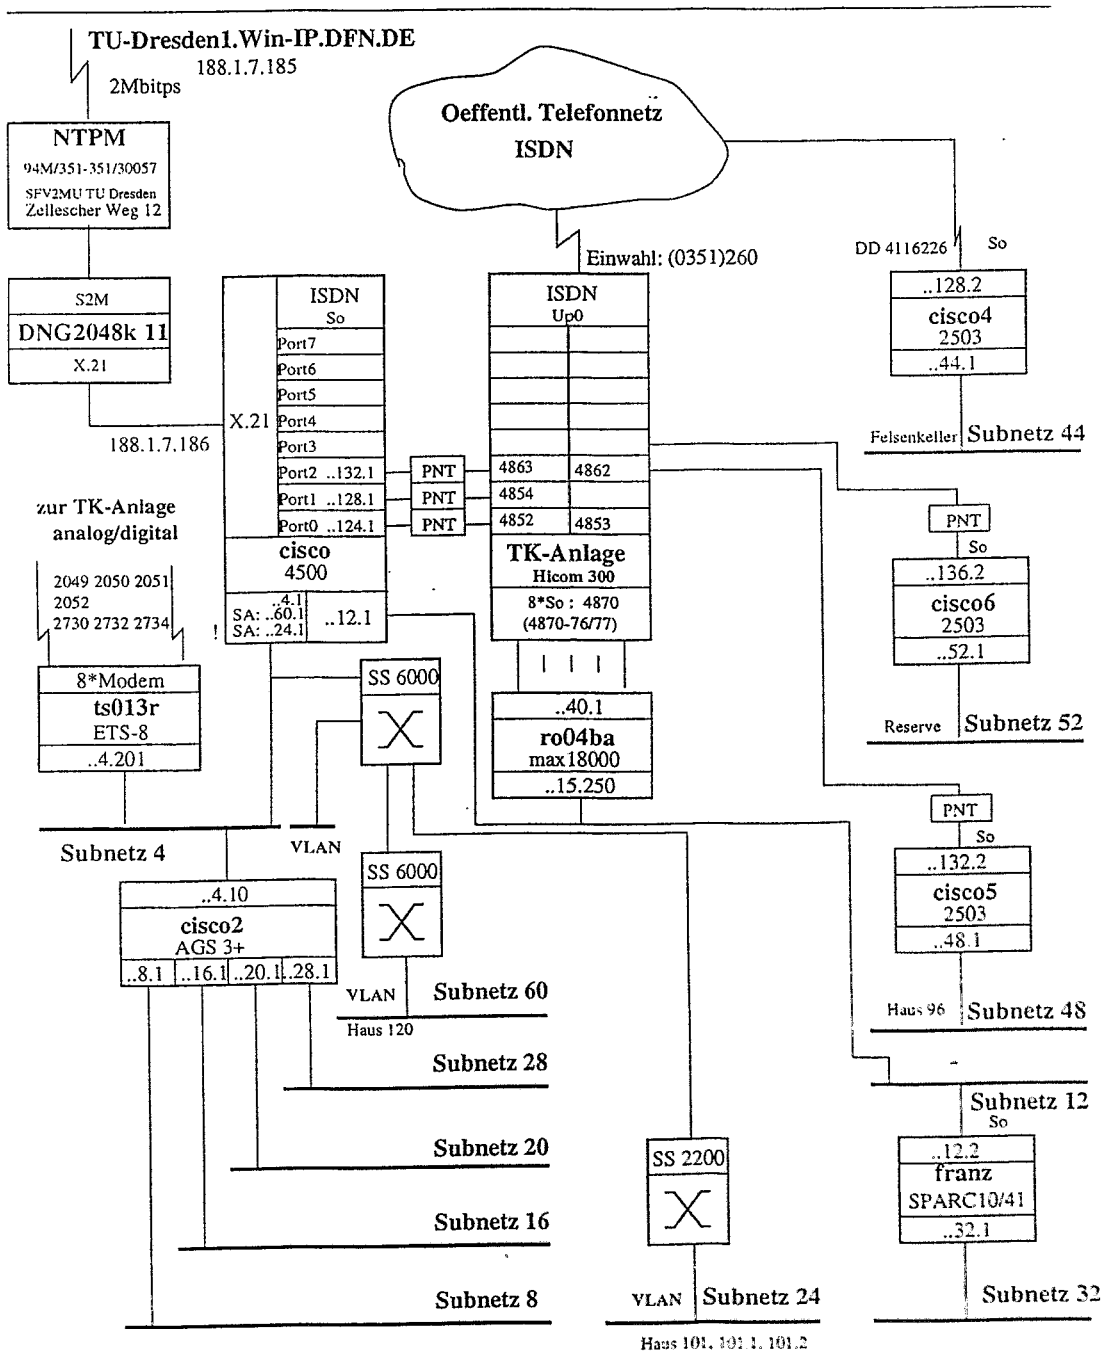 TU-Dresden1.Win-IP.DFN.DE
188.1.7.185
2Mbitps
NTPM
94M/351-351/30057
SFV2MU TU Dresden
Zellescher Weg 12
S2M
DNG2048k 11
X.21
188.1.7.186
Oeffentl. Telefonnetz
ISDN
Einwahl: (0351)260
X.21
ISDN
So
Port7
Port6
Port5
Port4
Port3
Port2 ..132.1
Port1 ..128.1
Port0 ..124.1
cisco
4500
..4.1
SA: ..60.1
SA: ..24.1
..12.1
!
PNT
PNT
PNT
ISDN
Up0
4863 4862
4854
4852 4853
TK-Anlage
Hicom 300
8*So : 4870
(4870-76/77)
..40.1
ro04ba
max18000
..15.250
DD 4116226 So
..128.2
cisco4
2503
..44.1
Felsenkeller Subnetz 44
PNT
So
..136.2
cisco6
2503
..52.1
Reserve Subnetz 52
PNT
So
..132.2
cisco5
2503
..48.1
Haus 96 Subnetz 48
Subnetz 12
So
..12.2
franz
SPARC10/41
..32.1
Subnetz 32
zur TK-Anlage
analog/digital
2049 2050 2051
2052
2730 2732 2734
8*Modem
ts013r
ETS-8
..4.201
Subnetz 4
VLAN
SS 6000
SS 6000
..4.10
cisco2
AGS 3+
..8.1 ..16.1 ..20.1 ..28.1
VLAN Subnetz 60
Haus 120
Subnetz 28
Subnetz 20
Subnetz 16
Subnetz 8
SS 2200
VLAN Subnetz 24
Haus 101, 101.1, 101.2